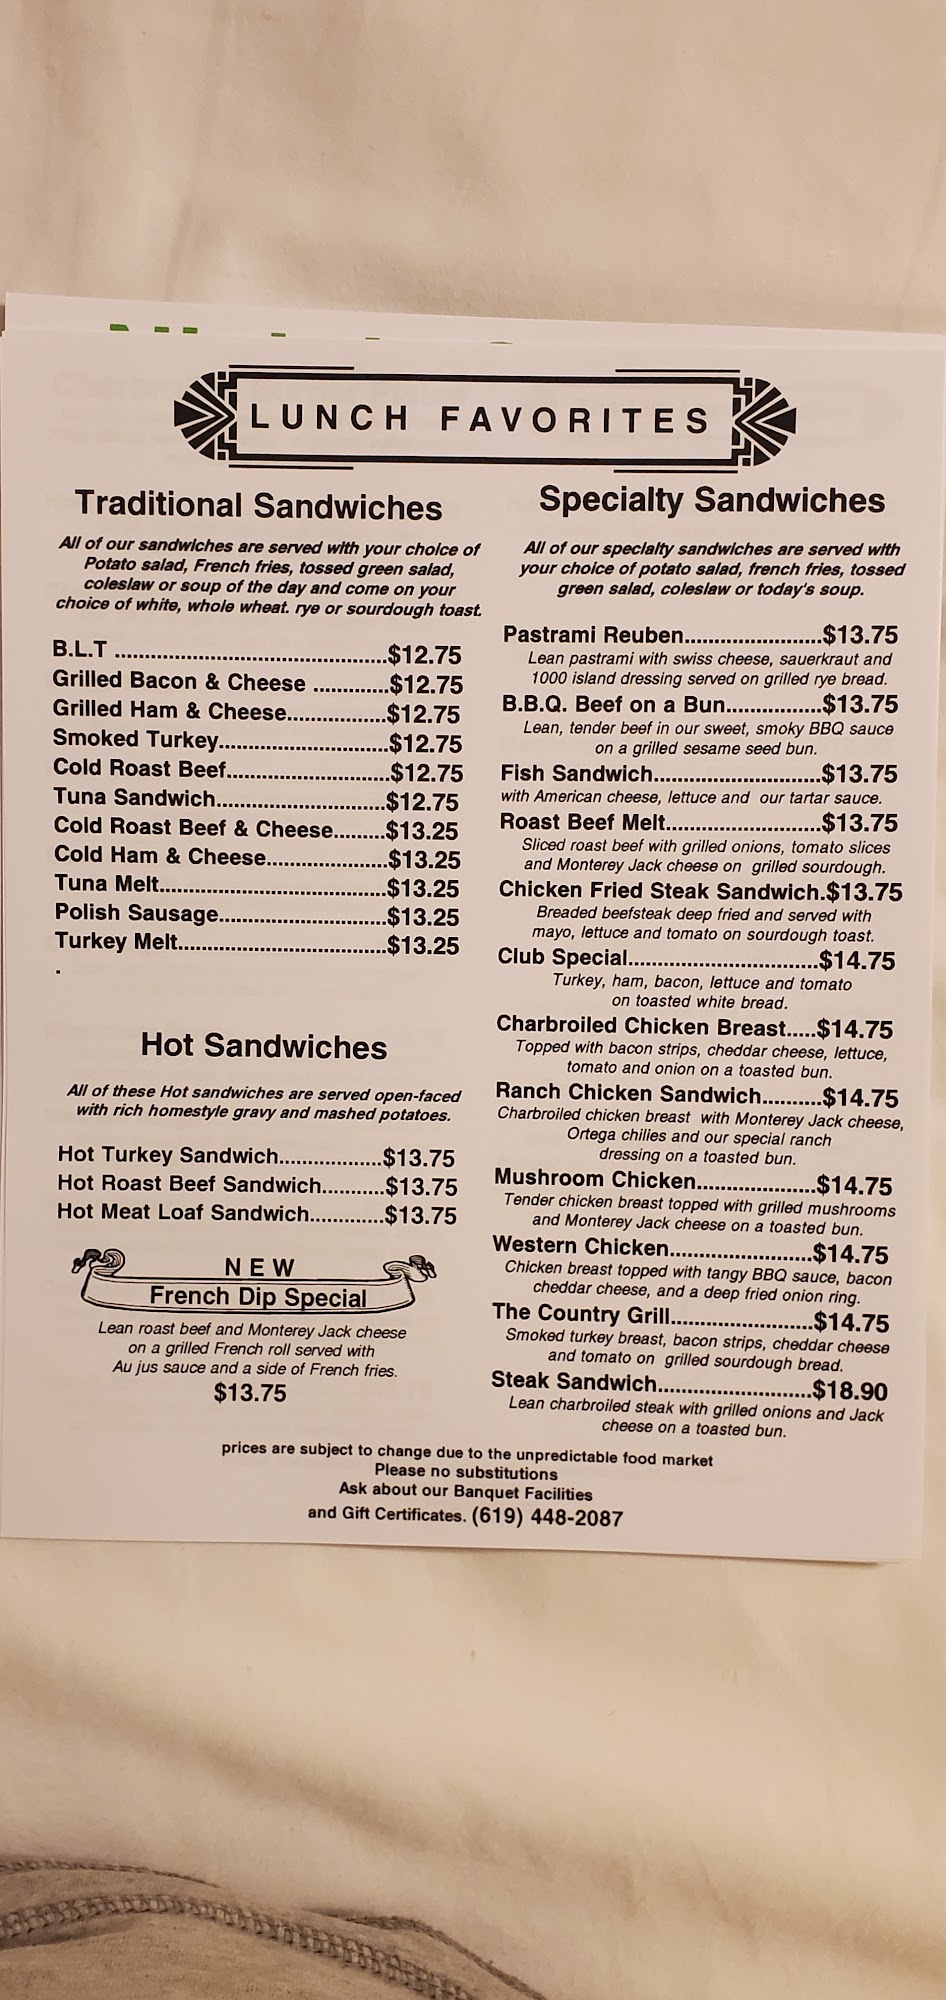 LUNCH FAVORITES
Traditional Sandwiches
All of our sandwiches are served with your choice of
Potato salad, French fries, tossed green salad,
coleslaw or soup of the day and come on your
choice of white, whole wheat. rye or sourdough toast.
B.L.T ................................................$12.75
Grilled Bacon & Cheese .............$12.75
Grilled Ham & Cheese.................$12.75
Smoked Turkey.............................$12.75
Cold Roast Beef............................$12.75
Tuna Sandwich.............................$12.75
Cold Roast Beef & Cheese.........$13.25
Cold Ham & Cheese.....................$13.25
Tuna Melt.......................................$13.25
Polish Sausage.............................$13.25
Turkey Melt....................................$13.25
.
Hot Sandwiches
All of these Hot sandwiches are served open-faced
with rich homestyle gravy and mashed potatoes.
Hot Turkey Sandwich..................$13.75
Hot Roast Beef Sandwich...........$13.75
Hot Meat Loaf Sandwich.............$13.75
NEW
French Dip Special
Lean roast beef and Monterey Jack cheese
on a grilled French roll served with
Au jus sauce and a side of French fries.
$13.75
Specialty Sandwiches
All of our specialty sandwiches are served with
your choice of potato salad, french fries, tossed
green salad, coleslaw or today's soup.
Pastrami Reuben........................$13.75
Lean pastrami with swiss cheese, sauerkraut and
1000 island dressing served on grilled rye bread.
B.B.Q. Beef on a Bun.................$13.75
Lean, tender beef in our sweet, smoky BBQ sauce
on a grilled sesame seed bun.
Fish Sandwich.............................$13.75
with American cheese, lettuce and our tartar sauce.
Roast Beef Melt...........................$13.75
Sliced roast beef with grilled onions, tomato slices
and Monterey Jack cheese on grilled sourdough.
Chicken Fried Steak Sandwich.$13.75
Breaded beefsteak deep fried and served with
mayo, lettuce and tomato on sourdough toast.
Club Special.................................$14.75
Turkey, ham, bacon, lettuce and tomato
on toasted white bread.
Charbroiled Chicken Breast.....$14.75
Topped with bacon strips, cheddar cheese, lettuce,
tomato and onion on a toasted bun.
Ranch Chicken Sandwich..........$14.75
Charbroiled chicken breast with Monterey Jack cheese,
Ortega chilies and our special ranch
dressing on a toasted bun.
Mushroom Chicken.....................$14.75
Tender chicken breast topped with grilled mushrooms
and Monterey Jack cheese on a toasted bun.
Western Chicken.........................$14.75
Chicken breast topped with tangy BBQ sauce, bacon
cheddar cheese, and a deep fried onion ring.
The Country Grill.........................$14.75
Smoked turkey breast, bacon strips, cheddar cheese
and tomato on grilled sourdough bread.
Steak Sandwich...........................$18.90
Lean charbroiled steak with grilled onions and Jack
cheese on a toasted bun.
prices are subject to change due to the unpredictable food market
Please no substitutions
Ask about our Banquet Facilities
and Gift Certificates. (619) 448-2087